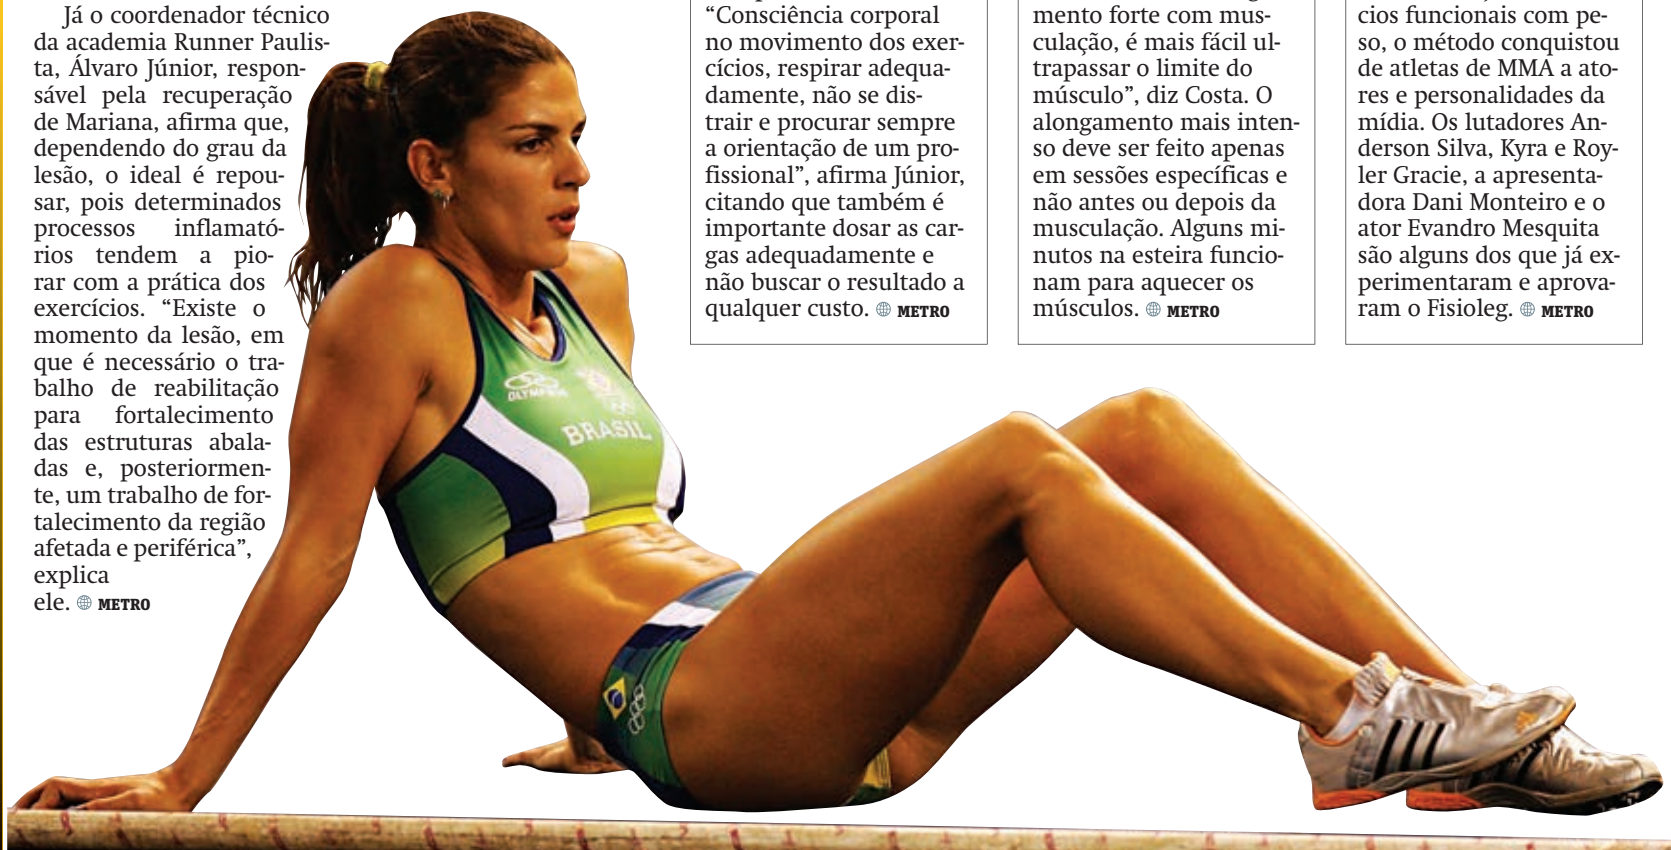 Já o coordenador técnico
da academia Runner Paulis-
ta, Álvaro Júnior, respon-
sável pela recuperação
de Mariana, afirma que,
dependendo do grau da
lesão, o ideal é repou-
sar, pois determinados
processos inflamató-
rios tendem a pio-
rar com a prática dos
exercícios. “Existe o
momento da lesão, em
que é necessário o tra-
balho de reabilitação
para fortalecimento
das estruturas abala-
das e, posteriormen-
te, um trabalho de for-
talecimento da região
afetada e periférica”,
explica
ele. METRO
“Consciência corporal
no movimento dos exer-
cícios, respirar adequa-
damente, não se dis-
trair e procurar sempre
a orientação de um pro-
fissional”, afirma Júnior,
citando que também é
importante dosar as car-
gas adequadamente e
não buscar o resultado a
qualquer custo. METRO
mento forte com mus-
culação, é mais fácil ul-
trapassar o limite do
músculo”, diz Costa. O
alongamento mais inten-
so deve ser feito apenas
em sessões específicas e
não antes ou depois da
musculação. Alguns mi-
nutos na esteira funcio-
nam para aquecer os
músculos. METRO
cios funcionais com pe-
so, o método conquistou
de atletas de MMA a ato-
res e personalidades da
mídia. Os lutadores An-
derson Silva, Kyra e Roy-
ler Gracie, a apresenta-
dora Dani Monteiro e o
ator Evandro Mesquita
são alguns dos que já ex-
perimentaram e aprova-
ram o Fisioleg. METRO
BRASIL